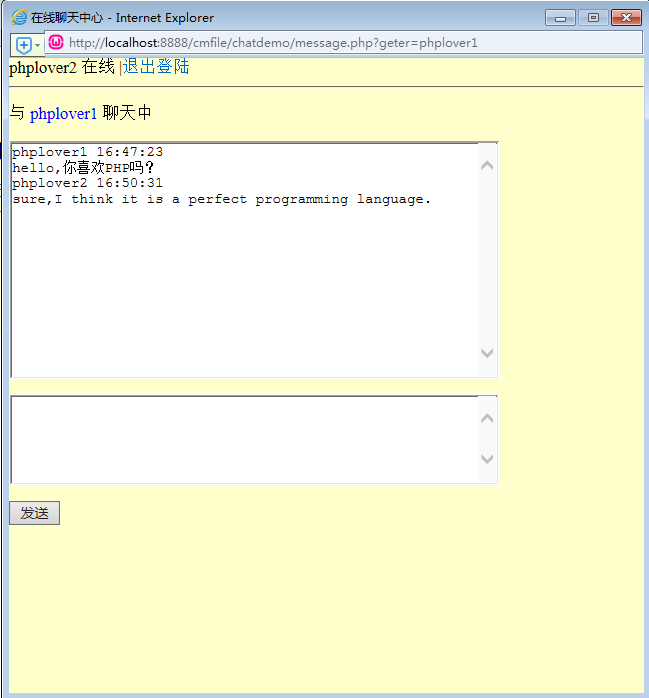 在线聊天中心 - Internet Explorer
http://localhost:8888/cmfile/chatdemo/message.php?geter=phplover1
phplover2 在线 |退出登陆
与 phplover1 聊天中
phplover1 16:47:23
hello,你喜欢PHP吗?
phplover2 16:50:31
sure,I think it is a perfect programming language.
发送